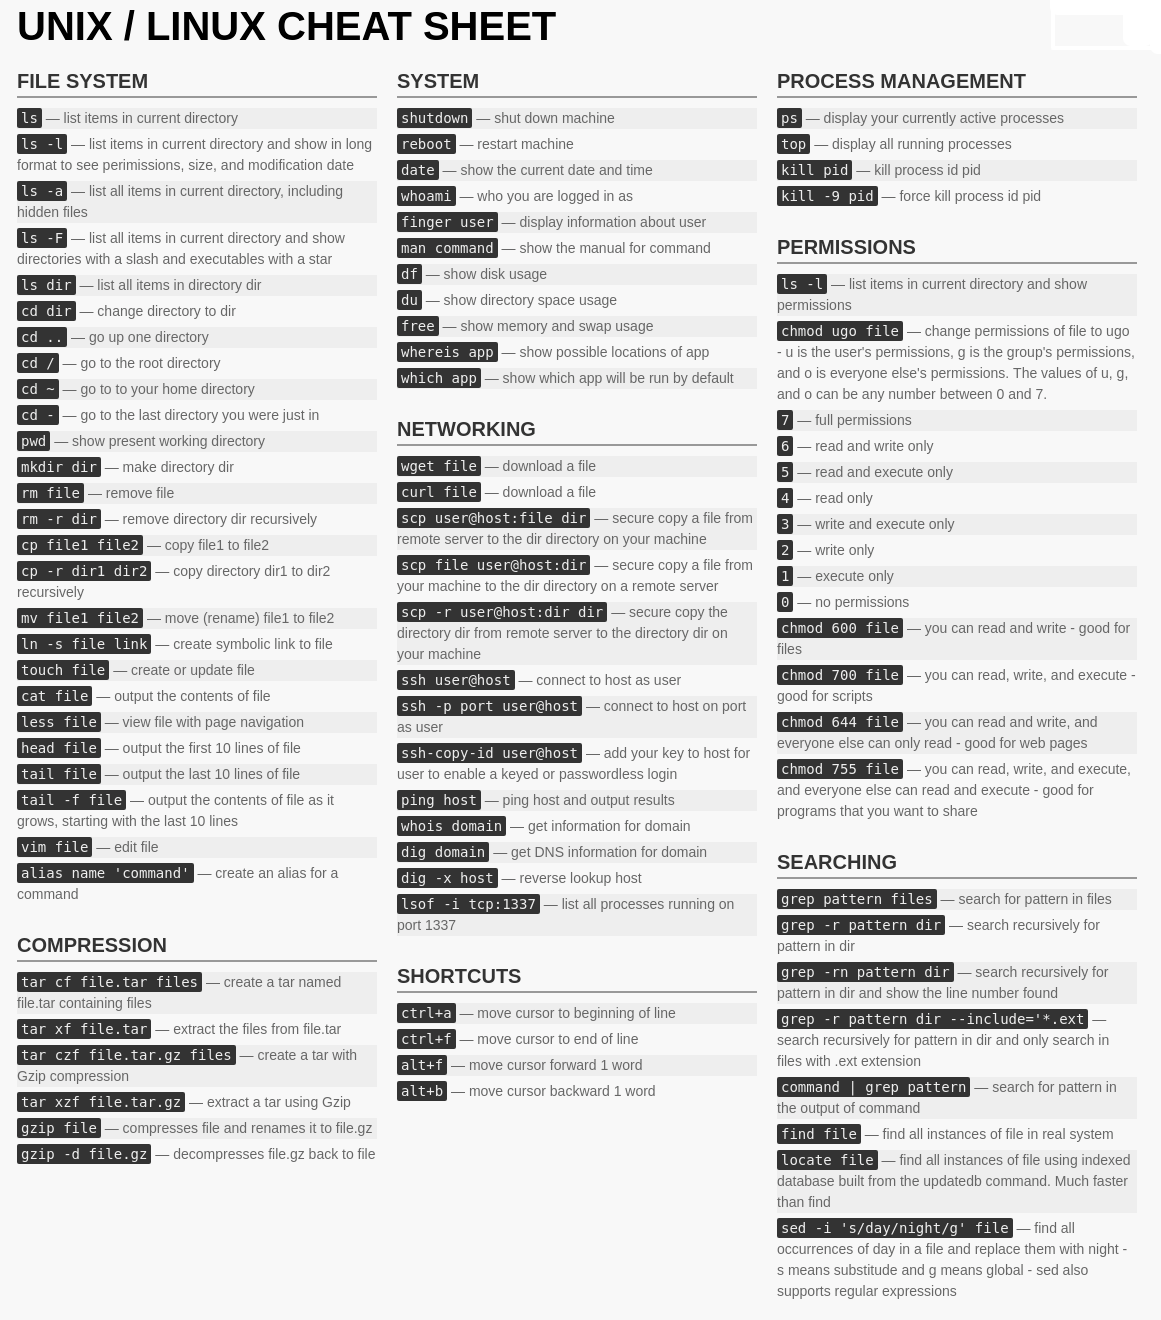 UNIX / LINUX CHEAT SHEET
FILE SYSTEM
ls — list items in current directory
ls -l — list items in current directory and show in long
format to see perimissions, size, and modification date
ls -a — list all items in current directory, including
hidden files
ls -F — list all items in current directory and show
directories with a slash and executables with a star
ls dir — list all items in directory dir
cd dir — change directory to dir
cd .. — go up one directory
cd / — go to the root directory
cd ~ — go to to your home directory
cd - — go to the last directory you were just in
pwd — show present working directory
mkdir dir — make directory dir
rm file — remove file
rm -r dir — remove directory dir recursively
cp file1 file2 — copy file1 to file2
cp -r dir1 dir2 — copy directory dir1 to dir2
recursively
mv file1 file2 — move (rename) file1 to file2
ln -s file link — create symbolic link to file
touch file — create or update file
cat file — output the contents of file
less file — view file with page navigation
head file — output the first 10 lines of file
tail file — output the last 10 lines of file
tail -f file — output the contents of file as it
grows, starting with the last 10 lines
vim file — edit file
alias name 'command' — create an alias for a
command
COMPRESSION
tar cf file.tar files — create a tar named
file.tar containing files
tar xf file.tar — extract the files from file.tar
tar czf file.tar.gz files — create a tar with
Gzip compression
tar xzf file.tar.gz — extract a tar using Gzip
gzip file — compresses file and renames it to file.gz
gzip -d file.gz — decompresses file.gz back to file
SYSTEM
shutdown — shut down machine
reboot — restart machine
date — show the current date and time
whoami — who you are logged in as
finger user — display information about user
man command — show the manual for command
df — show disk usage
du — show directory space usage
free — show memory and swap usage
whereis app — show possible locations of app
which app — show which app will be run by default
NETWORKING
wget file — download a file
curl file — download a file
scp user@host:file dir — secure copy a file from
remote server to the dir directory on your machine
scp file user@host:dir — secure copy a file from
your machine to the dir directory on a remote server
scp -r user@host:dir dir — secure copy the
directory dir from remote server to the directory dir on
your machine
ssh user@host — connect to host as user
ssh -p port user@host — connect to host on port
as user
ssh-copy-id user@host — add your key to host for
user to enable a keyed or passwordless login
ping host — ping host and output results
whois domain — get information for domain
dig domain — get DNS information for domain
dig -x host — reverse lookup host
lsof -i tcp:1337 — list all processes running on
port 1337
SHORTCUTS
ctrl+a — move cursor to beginning of line
ctrl+f — move cursor to end of line
alt+f — move cursor forward 1 word
alt+b — move cursor backward 1 word
PROCESS MANAGEMENT
ps — display your currently active processes
top — display all running processes
kill pid — kill process id pid
kill -9 pid — force kill process id pid
PERMISSIONS
ls -l — list items in current directory and show
permissions
chmod ugo file — change permissions of file to ugo
- u is the user's permissions, g is the group's permissions,
and o is everyone else's permissions. The values of u, g,
and o can be any number between 0 and 7.
7 — full permissions
6 — read and write only
5 — read and execute only
4 — read only
3 — write and execute only
2 — write only
1 — execute only
0 — no permissions
chmod 600 file — you can read and write - good for
files
chmod 700 file — you can read, write, and execute -
good for scripts
chmod 644 file — you can read and write, and
everyone else can only read - good for web pages
chmod 755 file — you can read, write, and execute,
and everyone else can read and execute - good for
programs that you want to share
SEARCHING
grep pattern files — search for pattern in files
grep -r pattern dir — search recursively for
pattern in dir
grep -rn pattern dir — search recursively for
pattern in dir and show the line number found
grep -r pattern dir --include='*.ext —
search recursively for pattern in dir and only search in
files with .ext extension
command | grep pattern — search for pattern in
the output of command
find file — find all instances of file in real system
locate file — find all instances of file using indexed
database built from the updatedb command. Much faster
than find
sed -i 's/day/night/g' file — find all
occurrences of day in a file and replace them with night -
s means substitude and g means global - sed also
supports regular expressions